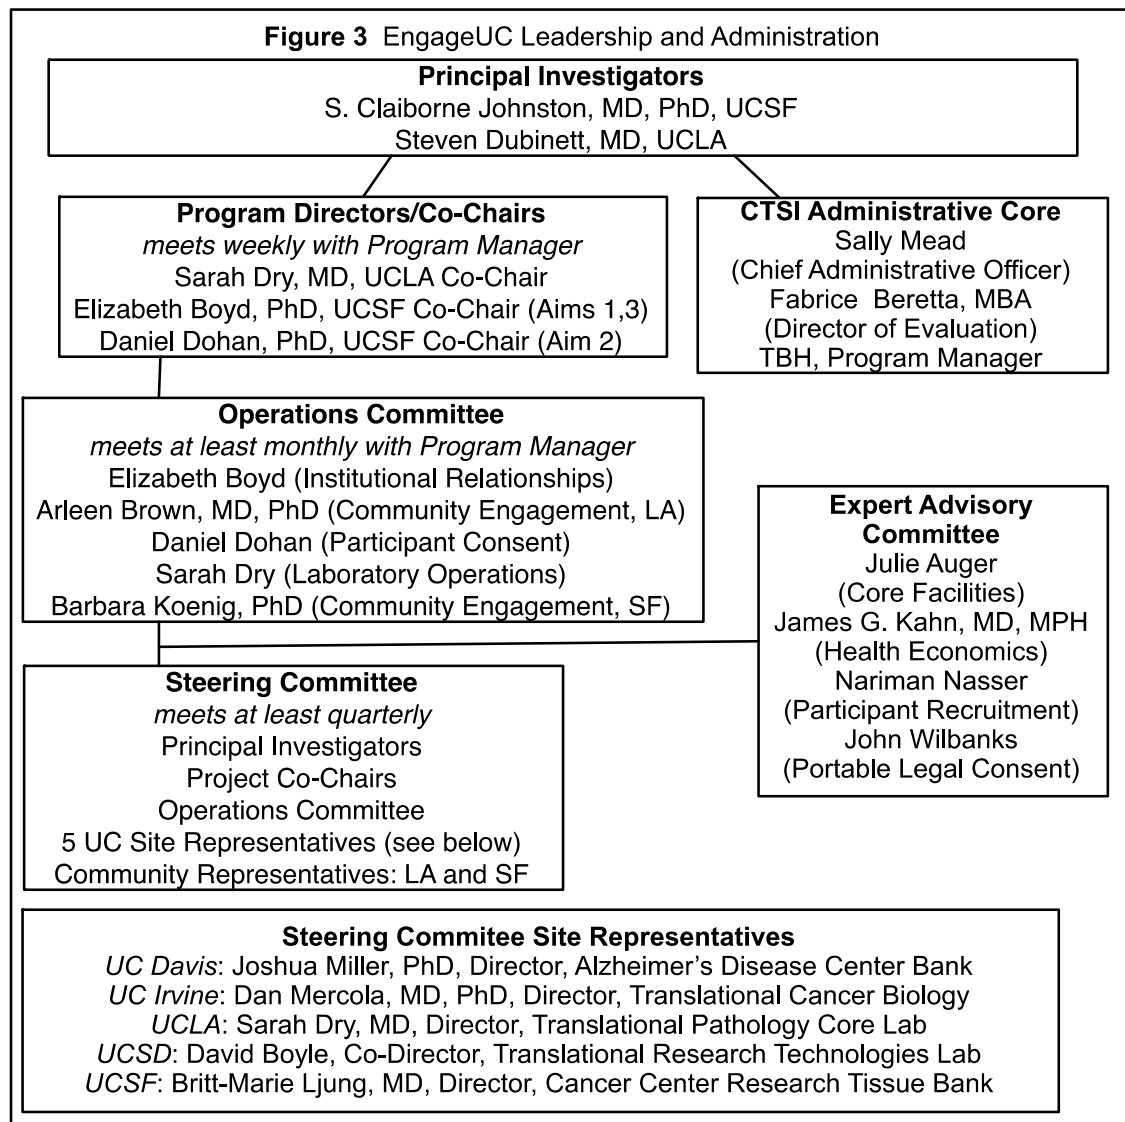 Figure 3 EngageUC Leadership and Administration
Principal Investigators
S. Claiborne Johnston, MD, PhD, UCSF
Steven Dubinett, MD, UCLA
Program Directors/Co-Chairs
meets weekly with Program Manager
Sarah Dry, MD, UCLA Co-Chair
Elizabeth Boyd, PhD, UCSF Co-Chair (Aims 1,3)
Daniel Dohan, PhD, UCSF Co-Chair (Aim 2)
CTSI Administrative Core
Sally Mead
(Chief Administrative Officer)
Fabrice Beretta, MBA
(Director of Evaluation)
TBH, Program Manager
Operations Committee
meets at least monthly with Program Manager
Elizabeth Boyd (Institutional Relationships)
Arleen Brown, MD, PhD (Community Engagement, LA)
Daniel Dohan (Participant Consent)
Sarah Dry (Laboratory Operations)
Barbara Koenig, PhD (Community Engagement, SF)
Expert Advisory
Committee
Julie Auger
(Core Facilities)
James G. Kahn, MD, MPH
(Health Economics)
Nariman Nasser
(Participant Recruitment)
John Wilbanks
(Portable Legal Consent)
Steering Committee
meets at least quarterly
Principal Investigators
Project Co-Chairs
Operations Committee
5 UC Site Representatives (see below)
Community Representatives: LA and SF
Steering Commitee Site Representatives
UC Davis: Joshua Miller, PhD, Director, Alzheimer's Disease Center Bank
UC Irvine: Dan Mercola, MD, PhD, Director, Translational Cancer Biology
UCLA: Sarah Dry, MD, Director, Translational Pathology Core Lab
UCSD: David Boyle, Co-Director, Translational Research Technologies Lab
UCSF: Britt-Marie Ljung, MD, Director, Cancer Center Research Tissue Bank